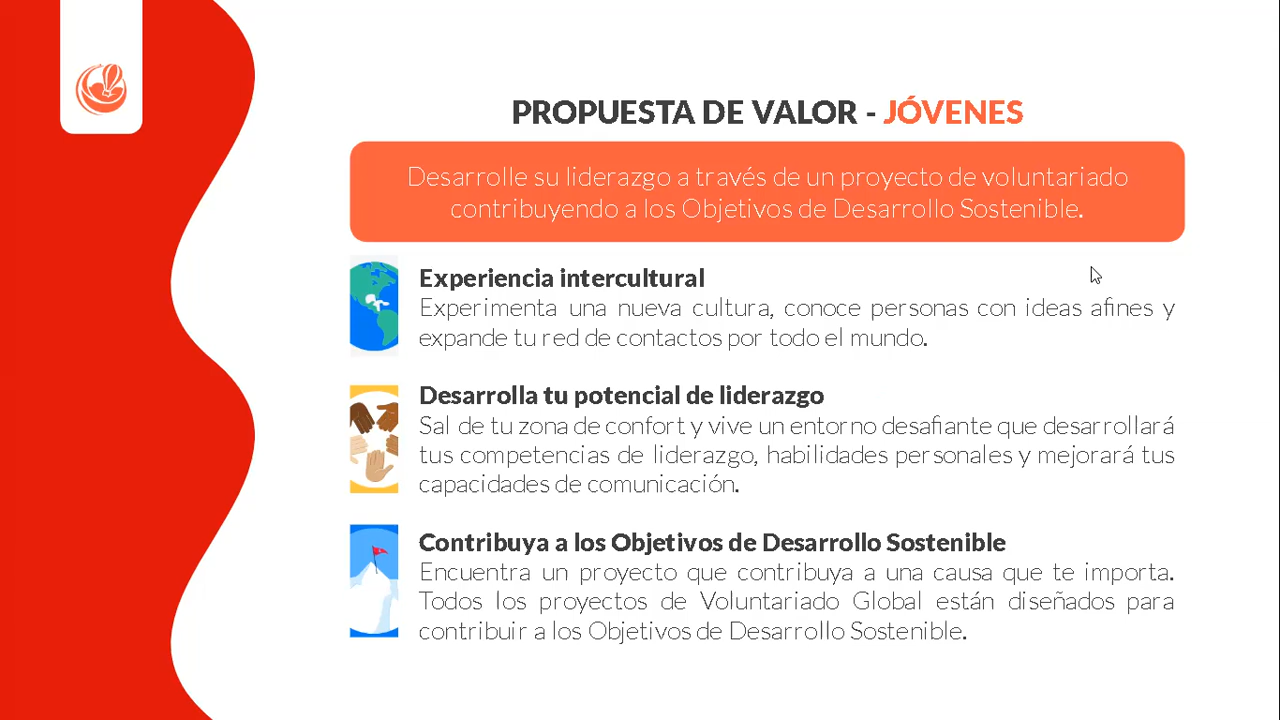 PROPUESTA DE VALOR - JÓVENES
Desarrolle su liderazgo a través de un proyecto de voluntariado
contribuyendo a los Objetivos de Desarrollo Sostenible.
Experiencia intercultural
Experimenta una nueva cultura, conoce personas con ideas afines y
expande tu red de contactos por todo el mundo.
Desarrolla tu potencial de liderazgo
Sal de tu zona de confort y vive un entorno desafiante que desarrollará
tus competencias de liderazgo, habilidades personales y mejorará tus
capacidades de comunicación.
Contribuya a los Objetivos de Desarrollo Sostenible
Encuentra un proyecto que contribuya a una causa que te importa.
Todos los proyectos de Voluntariado Global están diseñados para
contribuir a los Objetivos de Desarrollo Sostenible.